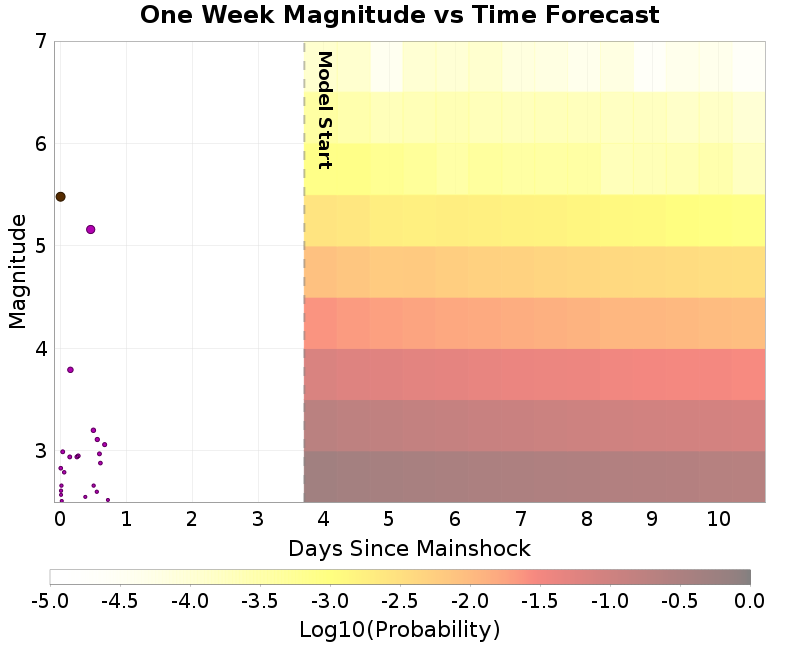 One Week Magnitude vs Time Forecast
7
6
5
4
3
Magnitude
Model Start
0 1 2 3 4 5 6 7 8 9 10
Days Since Mainshock
-5.0 -4.5 -4.0 -3.5 -3.0 -2.5 -2.0 -1.5 -1.0 -0.5 0.0
Log10(Probability)